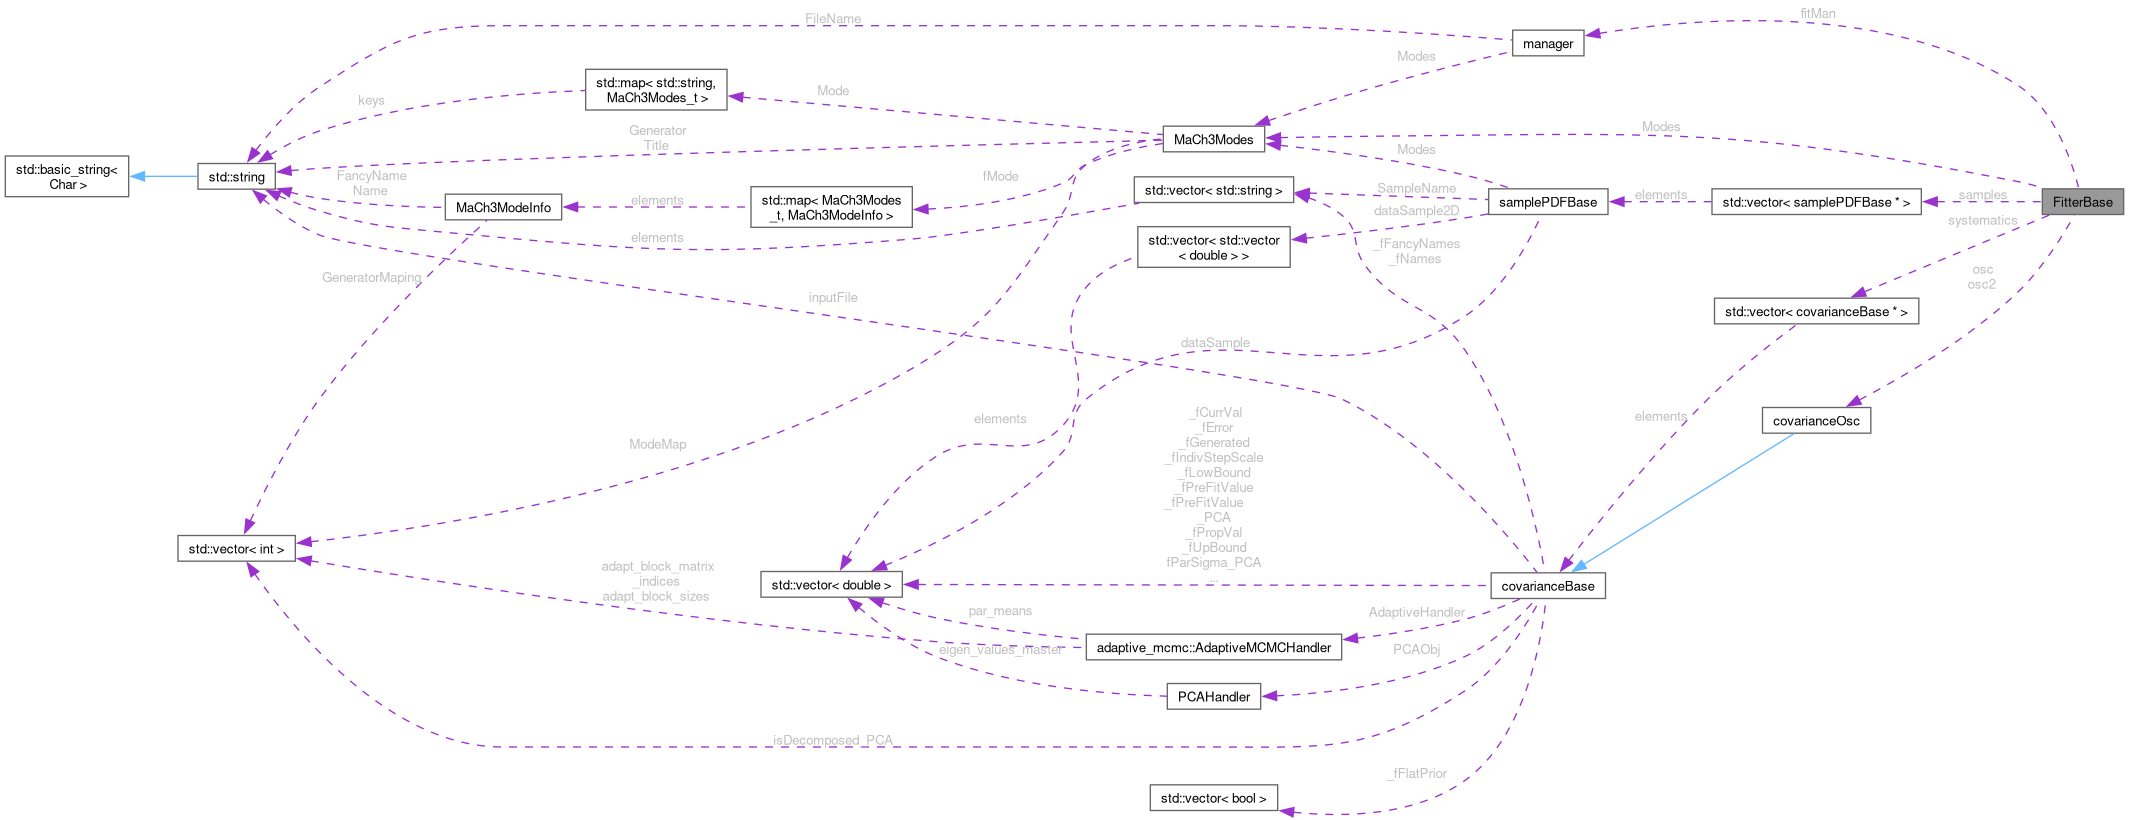 FileName
fitMan
manager
Modes
std::map< std::string,
MaCh3Modes_t >
Mode
keys
Generator
Title
MaCh3Modes
Modes
Modes
std::basic_string<
Char >
std::string
FancyName
Name
MaCh3ModeInfo
elements
std::map< MaCh3Modes
_t, MaCh3ModeInfo >
fMode
std::vector< std::string >
SampleName
dataSample2D
samplePDFBase
elements
std::vector< samplePDFBase * >
samples
FitterBase
systematics
elements
std::vector< std::vector
< double > >
_fFancyNames
_fNames
GeneratorMaping
inputFile
osc
osc2
std::vector< covarianceBase * >
dataSample
elements
ModeMap
_fCurrVal
_fError
_fGenerated
_fIndivStepScale
_fLowBound
_fPreFitValue
_fPreFitValue
_PCA
_fPropVal
_fUpBound
fParSigma_PCA
...
elements
covarianceOsc
std::vector< int >
adapt_block_matrix
_indices
adapt_block_sizes
std::vector< double >
covarianceBase
par_means
AdaptiveHandler
adaptive_mcmc::AdaptiveMCMCHandler
eigen_values_master
PCAObj
PCAHandler
isDecomposed_PCA
_fFlatPrior
std::vector< bool >